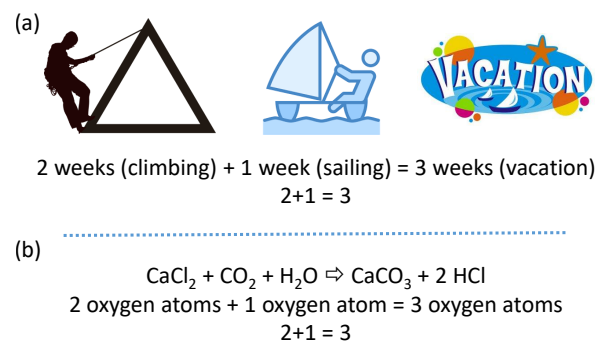 (a)
VACATION
2 weeks (climbing) + 1 week (sailing) = 3 weeks (vacation)
2+1 = 3
(b)
CaCl₂ + CO₂ + H₂O ⇨ CaCO₃ + 2 HCl
2 oxygen atoms + 1 oxygen atom = 3 oxygen atoms
2+1 = 3